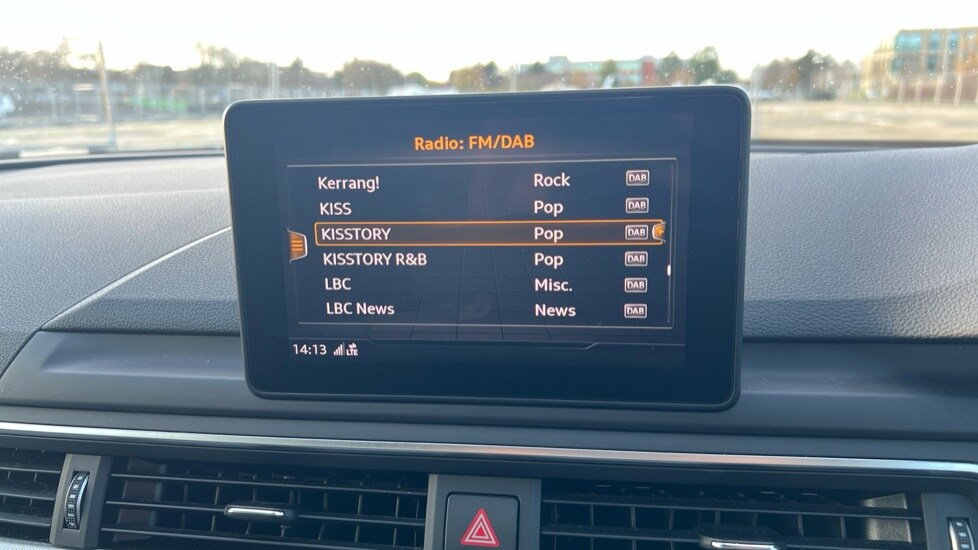 Radio: FM/DAB
Kerrang! Rock DAB
KISS Pop DAB
KISSTORY Pop DAB
KISSTORY R&B Pop DAB
LBC Misc. DAB
LBC News News DAB
14:13 LTE